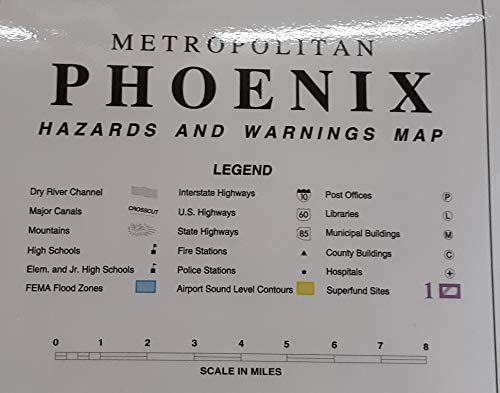 METROPOLITAN
PHOENIX
HAZARDS AND WARNINGS MAP
LEGEND
Dry River Channel
Major Canals CROSSCUT
Mountains
High Schools
Elem. and Jr. High Schools
FEMA Flood Zones
Interstate Highways 10
U.S. Highways 60
State Highways 85
Fire Stations
Police Stations
Airport Sound Level Contours
Post Offices P
Libraries L
Municipal Buildings M
County Buildings C
Hospitals +
Superfund Sites 1
0 1 2 3 4 5 6 7 8
SCALE IN MILES